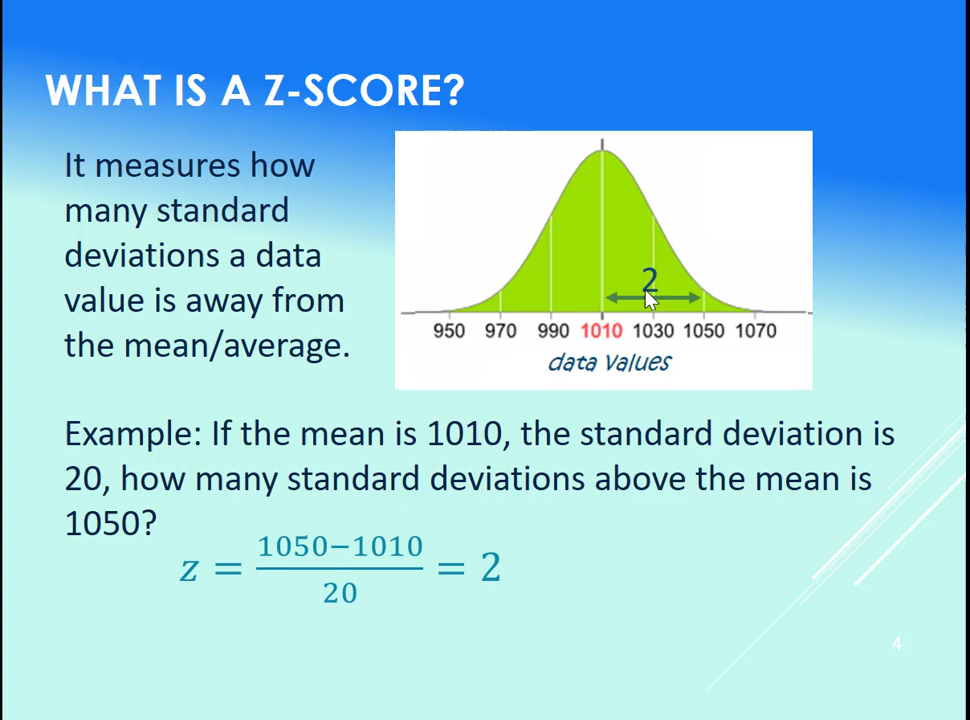 WHAT IS A Z-SCORE?
It measures how
many standard
deviations a data
value is away from
the mean/average.
2
950 970 990 1010 1030 1050 1070
data values
Example: If the mean is 1010, the standard deviation is
20, how many standard deviations above the mean is
1050?
z = \frac{1050−1010}{20} = 2
4